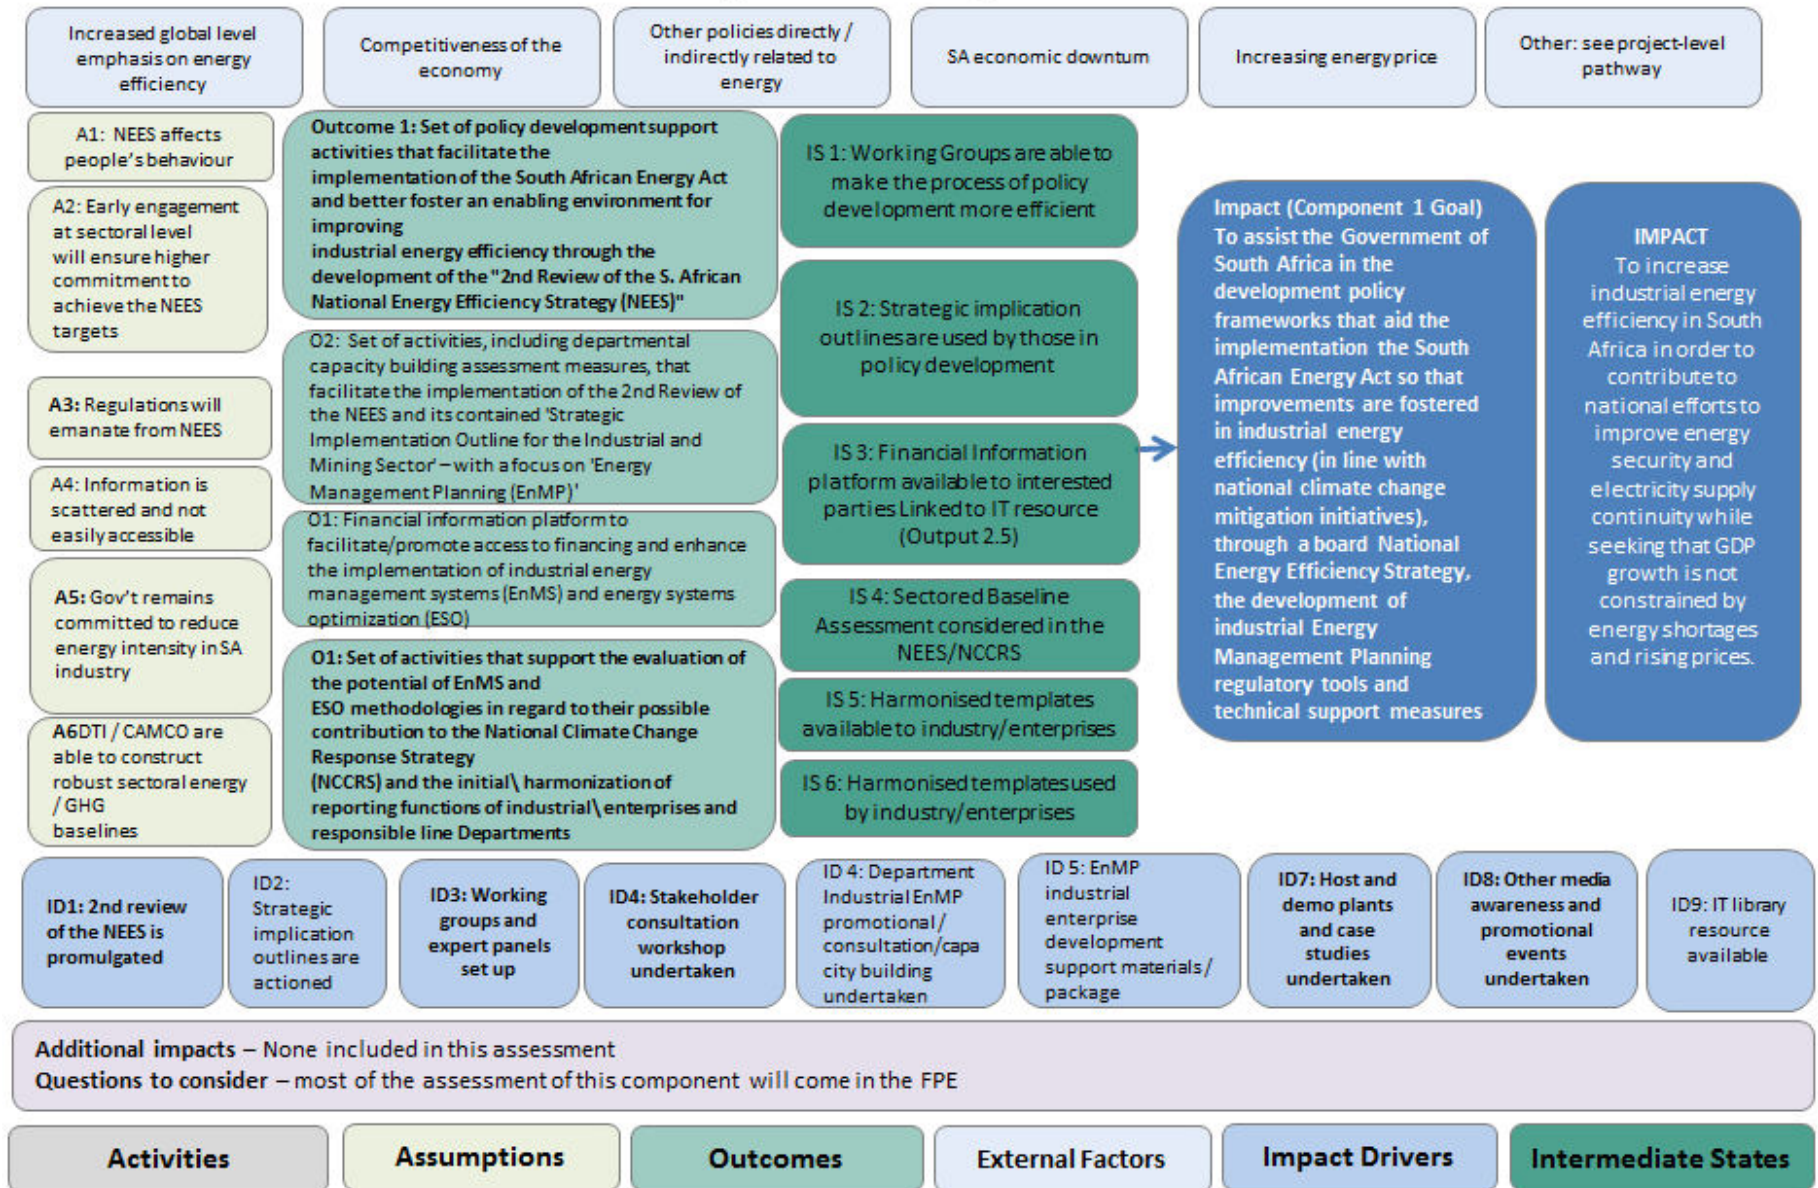 Increased global level
emphasis on energy
efficiency
Competitiveness of the
economy
Other policies directly /
indirectly related to
energy
SA economic downturn
Increasing energy price
Other: see project-level
pathway
A1: NEES affects
people's behaviour
A2: Early engagement
at sectoral level
will ensure higher
commitment to
achieve the NEES
targets
A3: Regulations will
emanate from NEES
A4: Information is
scattered and not
easily accessible
A5: Gov't remains
committed to reduce
energy intensity in SA
industry
A6DTI / CAMCO are
able to construct
robust sectoral energy
/ GHG
baselines
Outcome 1: Set of policy development support
activities that facilitate the
implementation of the South African Energy Act
and better foster an enabling environment for
improving
industrial energy efficiency through the
development of the "2nd Review of the S. African
National Energy Efficiency Strategy (NEES)"
O2: Set of activities, including departmental
capacity building assessment measures, that
facilitate the implementation of the 2nd Review of
the NEES and its contained 'Strategic
Implementation Outline for the Industrial and
Mining Sector' – with a focus on 'Energy
Management Planning (EnMP)'
O1: Financial information platform to
facilitate/promote access to financing and enhance
the implementation of industrial energy
management systems (EnMS) and energy systems
optimization (ESO)
O1: Set of activities that support the evaluation of
the potential of EnMS and
ESO methodologies in regard to their possible
contribution to the National Climate Change
Response Strategy
(NCCRS) and the initial\ harmonization of
reporting functions of industrial\ enterprises and
responsible line Departments
IS 1: Working Groups are able to
make the process of policy
development more efficient
IS 2: Strategic implication
outlines are used by those in
policy development
IS 3: Financial Information
platform available to interested
parties Linked to IT resource
(Output 2.5)
IS 4: Sectored Baseline
Assessment considered in the
NEES/NCCRS
IS 5: Harmonised templates
available to industry/enterprises
IS 6: Harmonised templates used
by industry/enterprises
Impact (Component 1 Goal)
To assist the Government of
South Africa in the
development policy
frameworks that aid the
implementation the South
African Energy Act so that
improvements are fostered
in industrial energy
efficiency (in line with
national climate change
mitigation initiatives),
through a board National
Energy Efficiency Strategy,
the development of
industrial Energy
Management Planning
regulatory tools and
technical support measures
IMPACT
To increase
industrial energy
efficiency in South
Africa in order to
contribute to
national efforts to
improve energy
security and
electricity supply
continuity while
seeking that GDP
growth is not
constrained by
energy shortages
and rising prices.
ID1: 2nd review
of the NEES is
promulgated
ID2:
Strategic
implication
outlines are
actioned
ID3: Working
groups and
expert panels
set up
ID4: Stakeholder
consultation
workshop
undertaken
ID 4: Department
Industrial EnMP
promotional /
consultation/capa
city building
undertaken
ID 5: EnMP
industrial
enterprise
development
support materials /
package
ID7: Host and
demo plants
and case
studies
undertaken
ID8: Other media
awareness and
promotional
events
undertaken
ID9: IT library
resource
available
Additional impacts – None included in this assessment
Questions to consider – most of the assessment of this component will come in the FPE
Activities
Assumptions
Outcomes
External Factors
Impact Drivers
Intermediate States